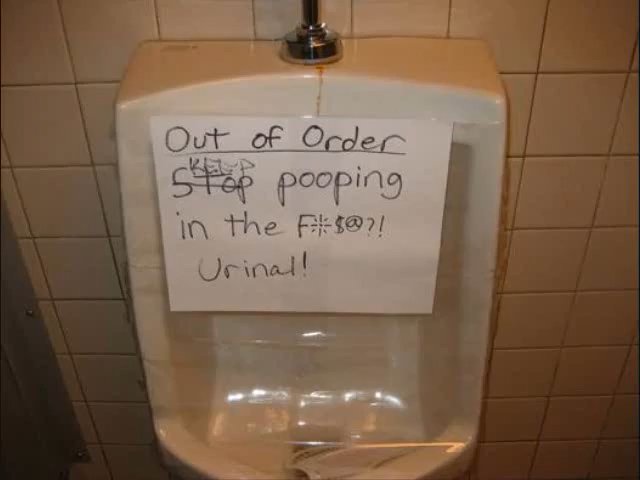 Out of Order
KEEP
Stop pooping
in the F*$@?!
Urinal!